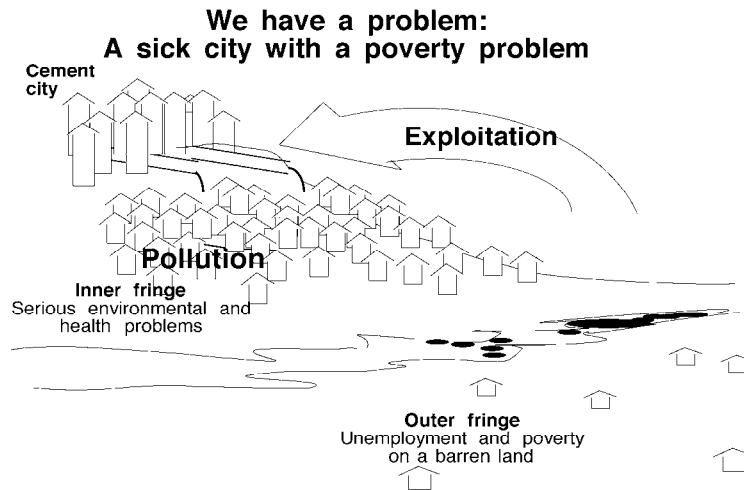 We have a problem:
A sick city with a poverty problem
Cement
city
Exploitation
Pollution
Inner fringe
Serious environmental and
health problems
Outer fringe
Unemployment and poverty
on a barren land